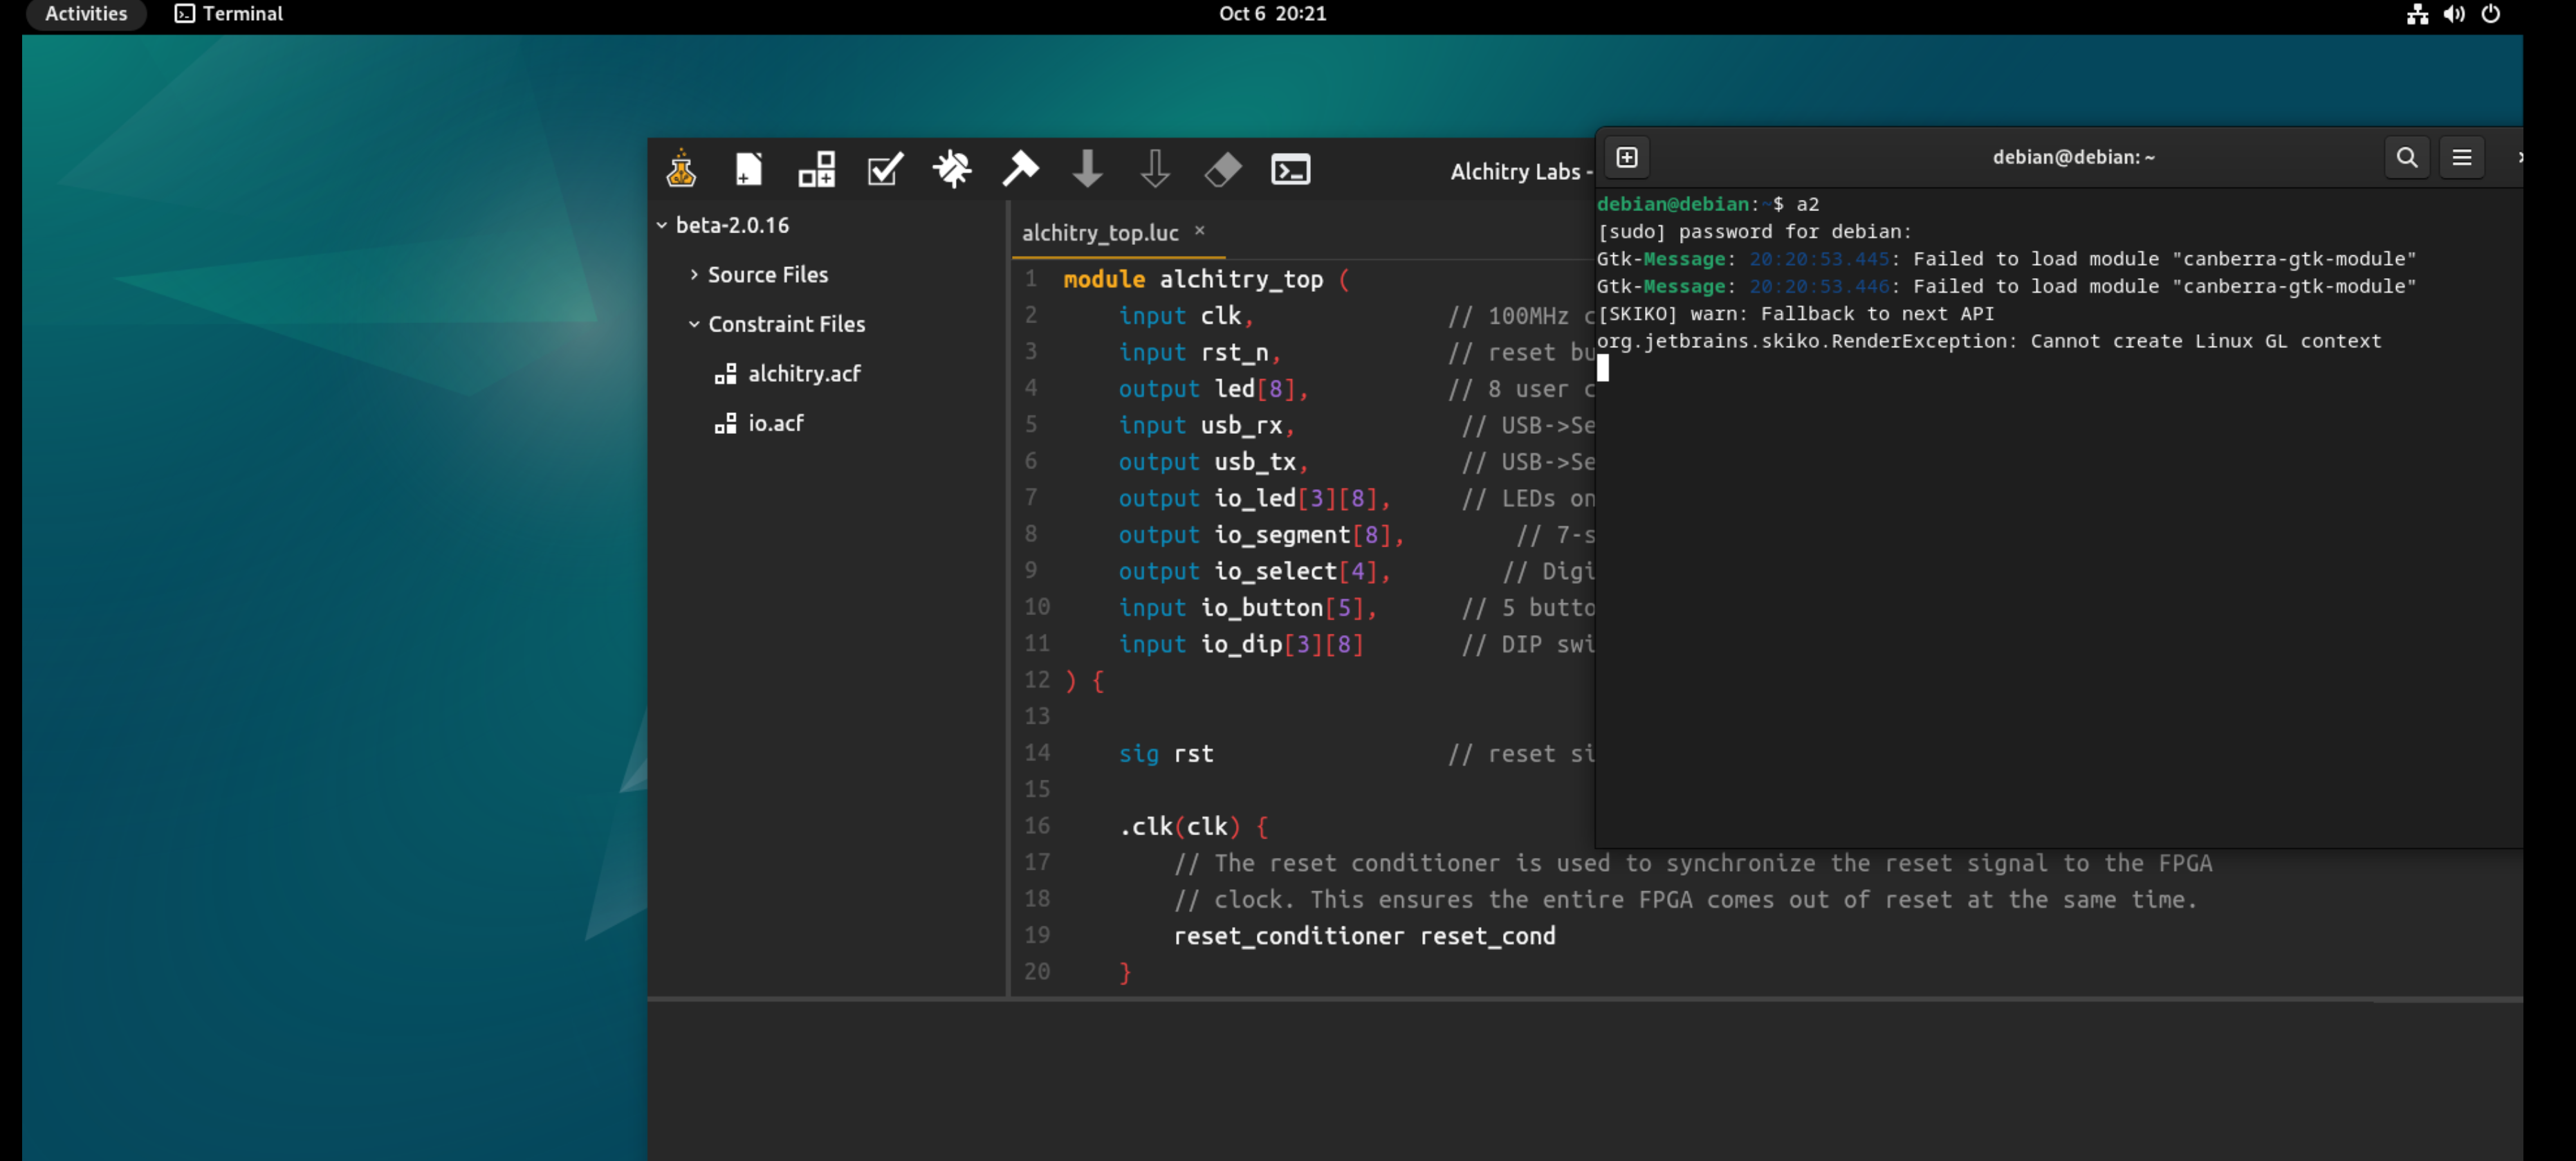 Activities
Terminal
Oct 6 20:21
Alchitry Labs -
beta-2.0.16
Source Files
Constraint Files
alchitry.acf
io.acf
alchitry_top.luc ×
1 module alchitry_top (
2 input clk, // 100MHz c
3 input rst_n, // reset bu
4 output led[8], // 8 user c
5 input usb_rx, // USB->Se
6 output usb_tx, // USB->Se
7 output io_led[3][8], // LEDs on
8 output io_segment[8], // 7-s
9 output io_select[4], // Digi
10 input io_button[5], // 5 butto
11 input io_dip[3][8] // DIP swi
12 ) {
13
14 sig rst // reset si
15
16 .clk(clk) {
17 // The reset conditioner is used to synchronize the reset signal to the FPGA
18 // clock. This ensures the entire FPGA comes out of reset at the same time.
19 reset_conditioner reset_cond
20 }
debian@debian: ~
debian@debian:~$ a2
[sudo] password for debian:
Gtk-Message: 20:20:53.445: Failed to load module "canberra-gtk-module"
Gtk-Message: 20:20:53.446: Failed to load module "canberra-gtk-module"
[SKIKO] warn: Fallback to next API
org.jetbrains.skiko.RenderException: Cannot create Linux GL context